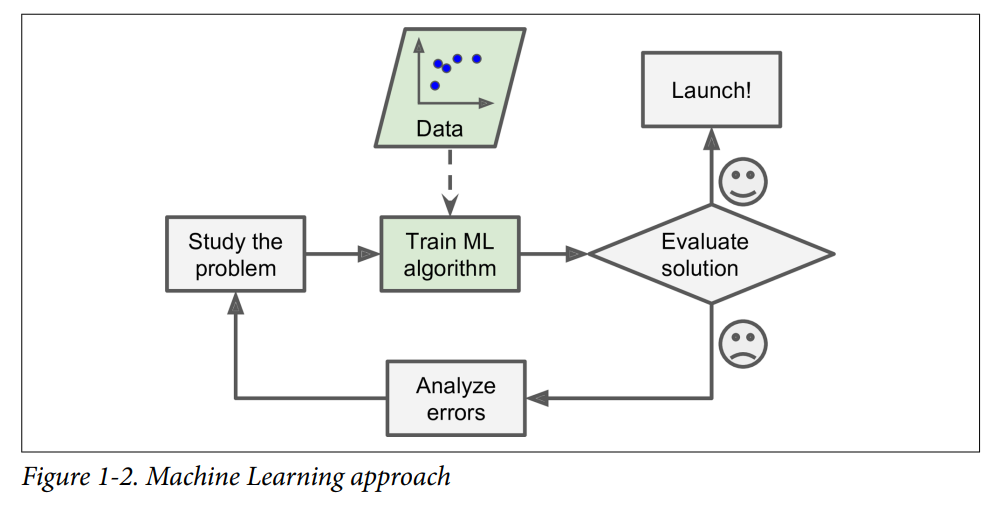 Data
Launch!
Study the
problem
Train ML
algorithm
Evaluate
solution
Analyze
errors
Figure 1-2. Machine Learning approach